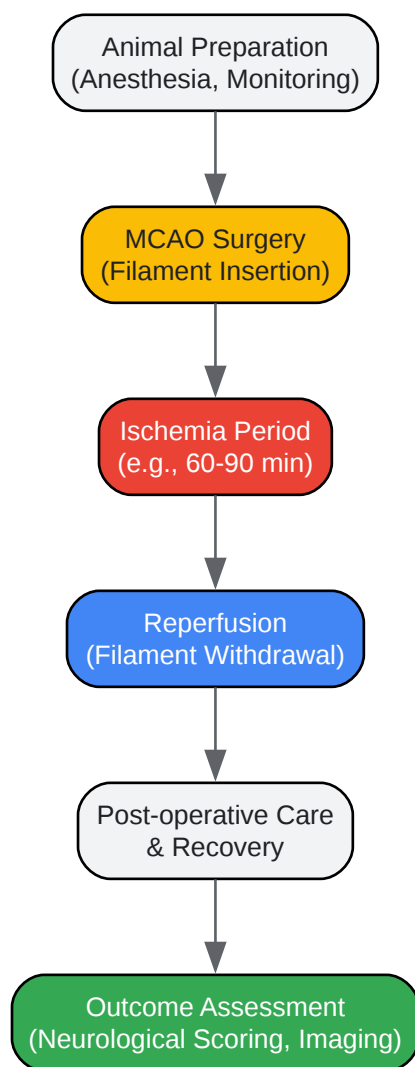 Animal Preparation
(Anesthesia, Monitoring)
MCAO Surgery
(Filament Insertion)
Ischemia Period
(e.g., 60-90 min)
Reperfusion
(Filament Withdrawal)
Post-operative Care
& Recovery
Outcome Assessment
(Neurological Scoring, Imaging)